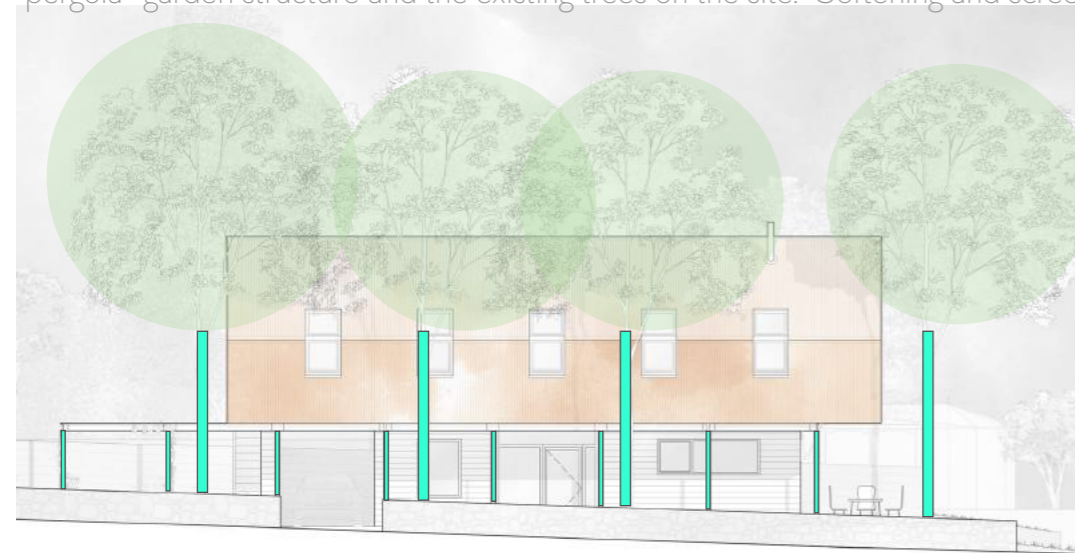 pergola" garden structure and the existing trees on the site. Softening and scree